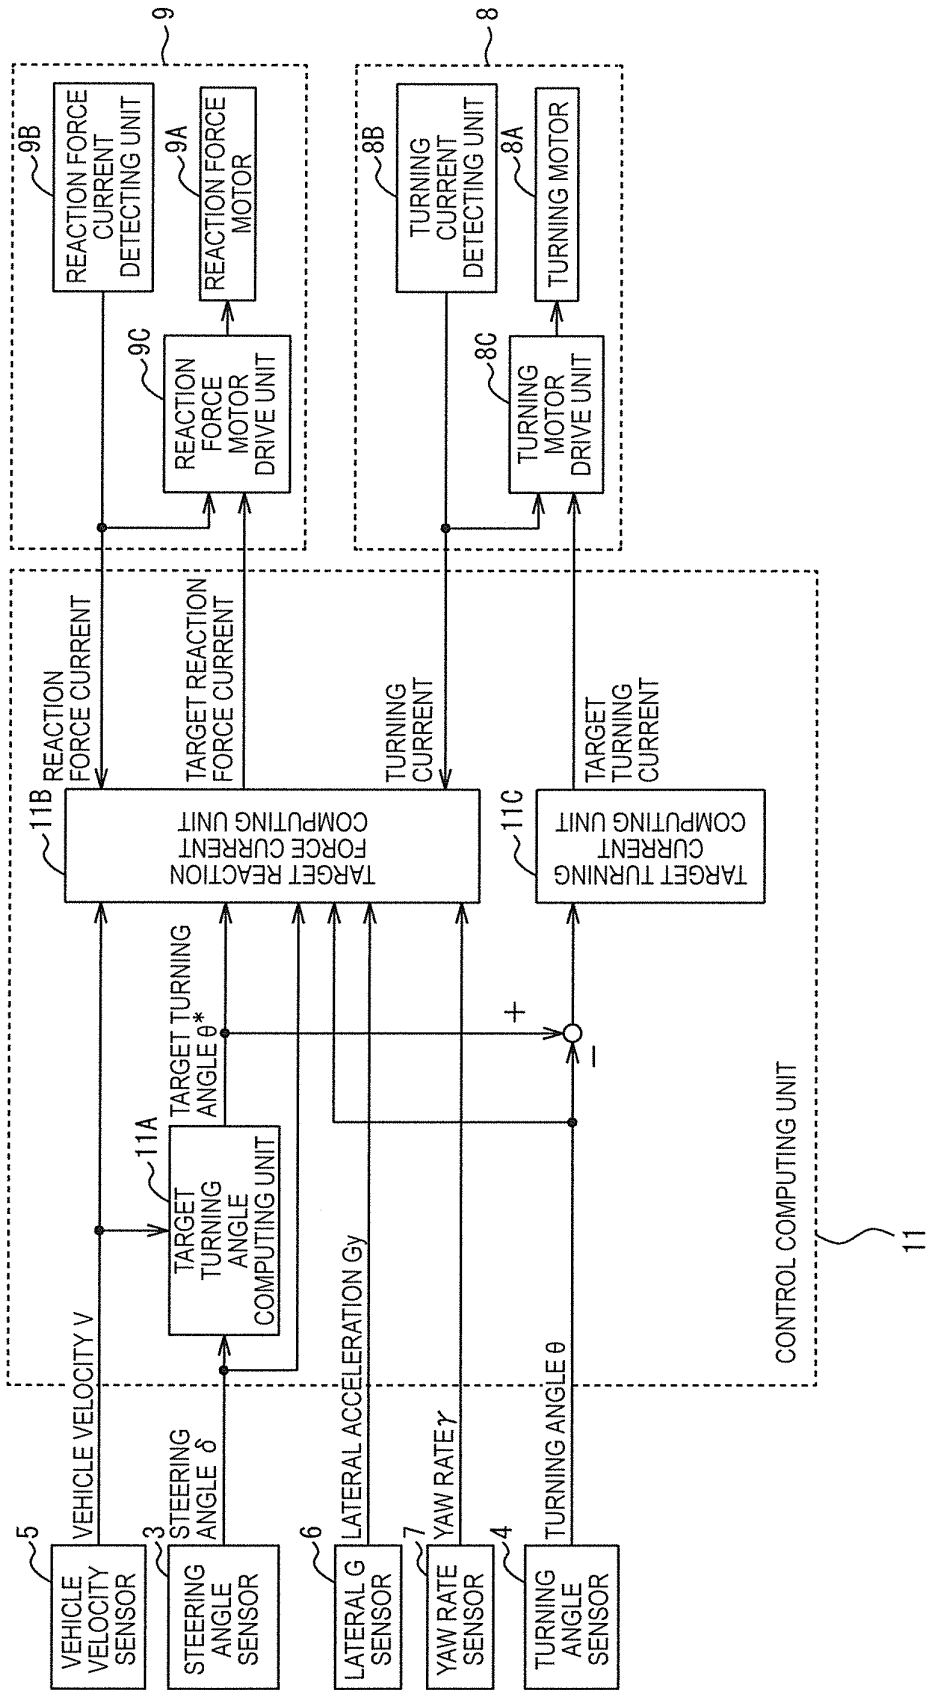 5
VEHICLE
VELOCITY
SENSOR
VEHICLE VELOCITY V
3
STEERING
ANGLE
SENSOR
STEERING
ANGLE δ
6
LATERAL G
SENSOR
LATERAL ACCELERATION Gy
7
YAW RATE
SENSOR
YAW RATE γ
4
TURNING
ANGLE
SENSOR
TURNING ANGLE θ
11A
TARGET
TURNING
ANGLE
COMPUTING UNIT
TARGET TURNING
ANGLE θ*
+
−
11B
TARGET REACTION
FORCE CURRENT
COMPUTING UNIT
11C
TARGET TURNING
CURRENT
COMPUTING UNIT
REACTION
FORCE CURRENT
TARGET REACTION
FORCE CURRENT
TURNING
CURRENT
TARGET
TURNING
CURRENT
CONTROL COMPUTING UNIT
11
9B
REACTION FORCE
CURRENT
DETECTING UNIT
9A
REACTION FORCE
MOTOR
9C
REACTION
FORCE
MOTOR
DRIVE UNIT
9
8B
TURNING
CURRENT
DETECTING UNIT
8A
TURNING MOTOR
8C
TURNING
MOTOR
DRIVE UNIT
8